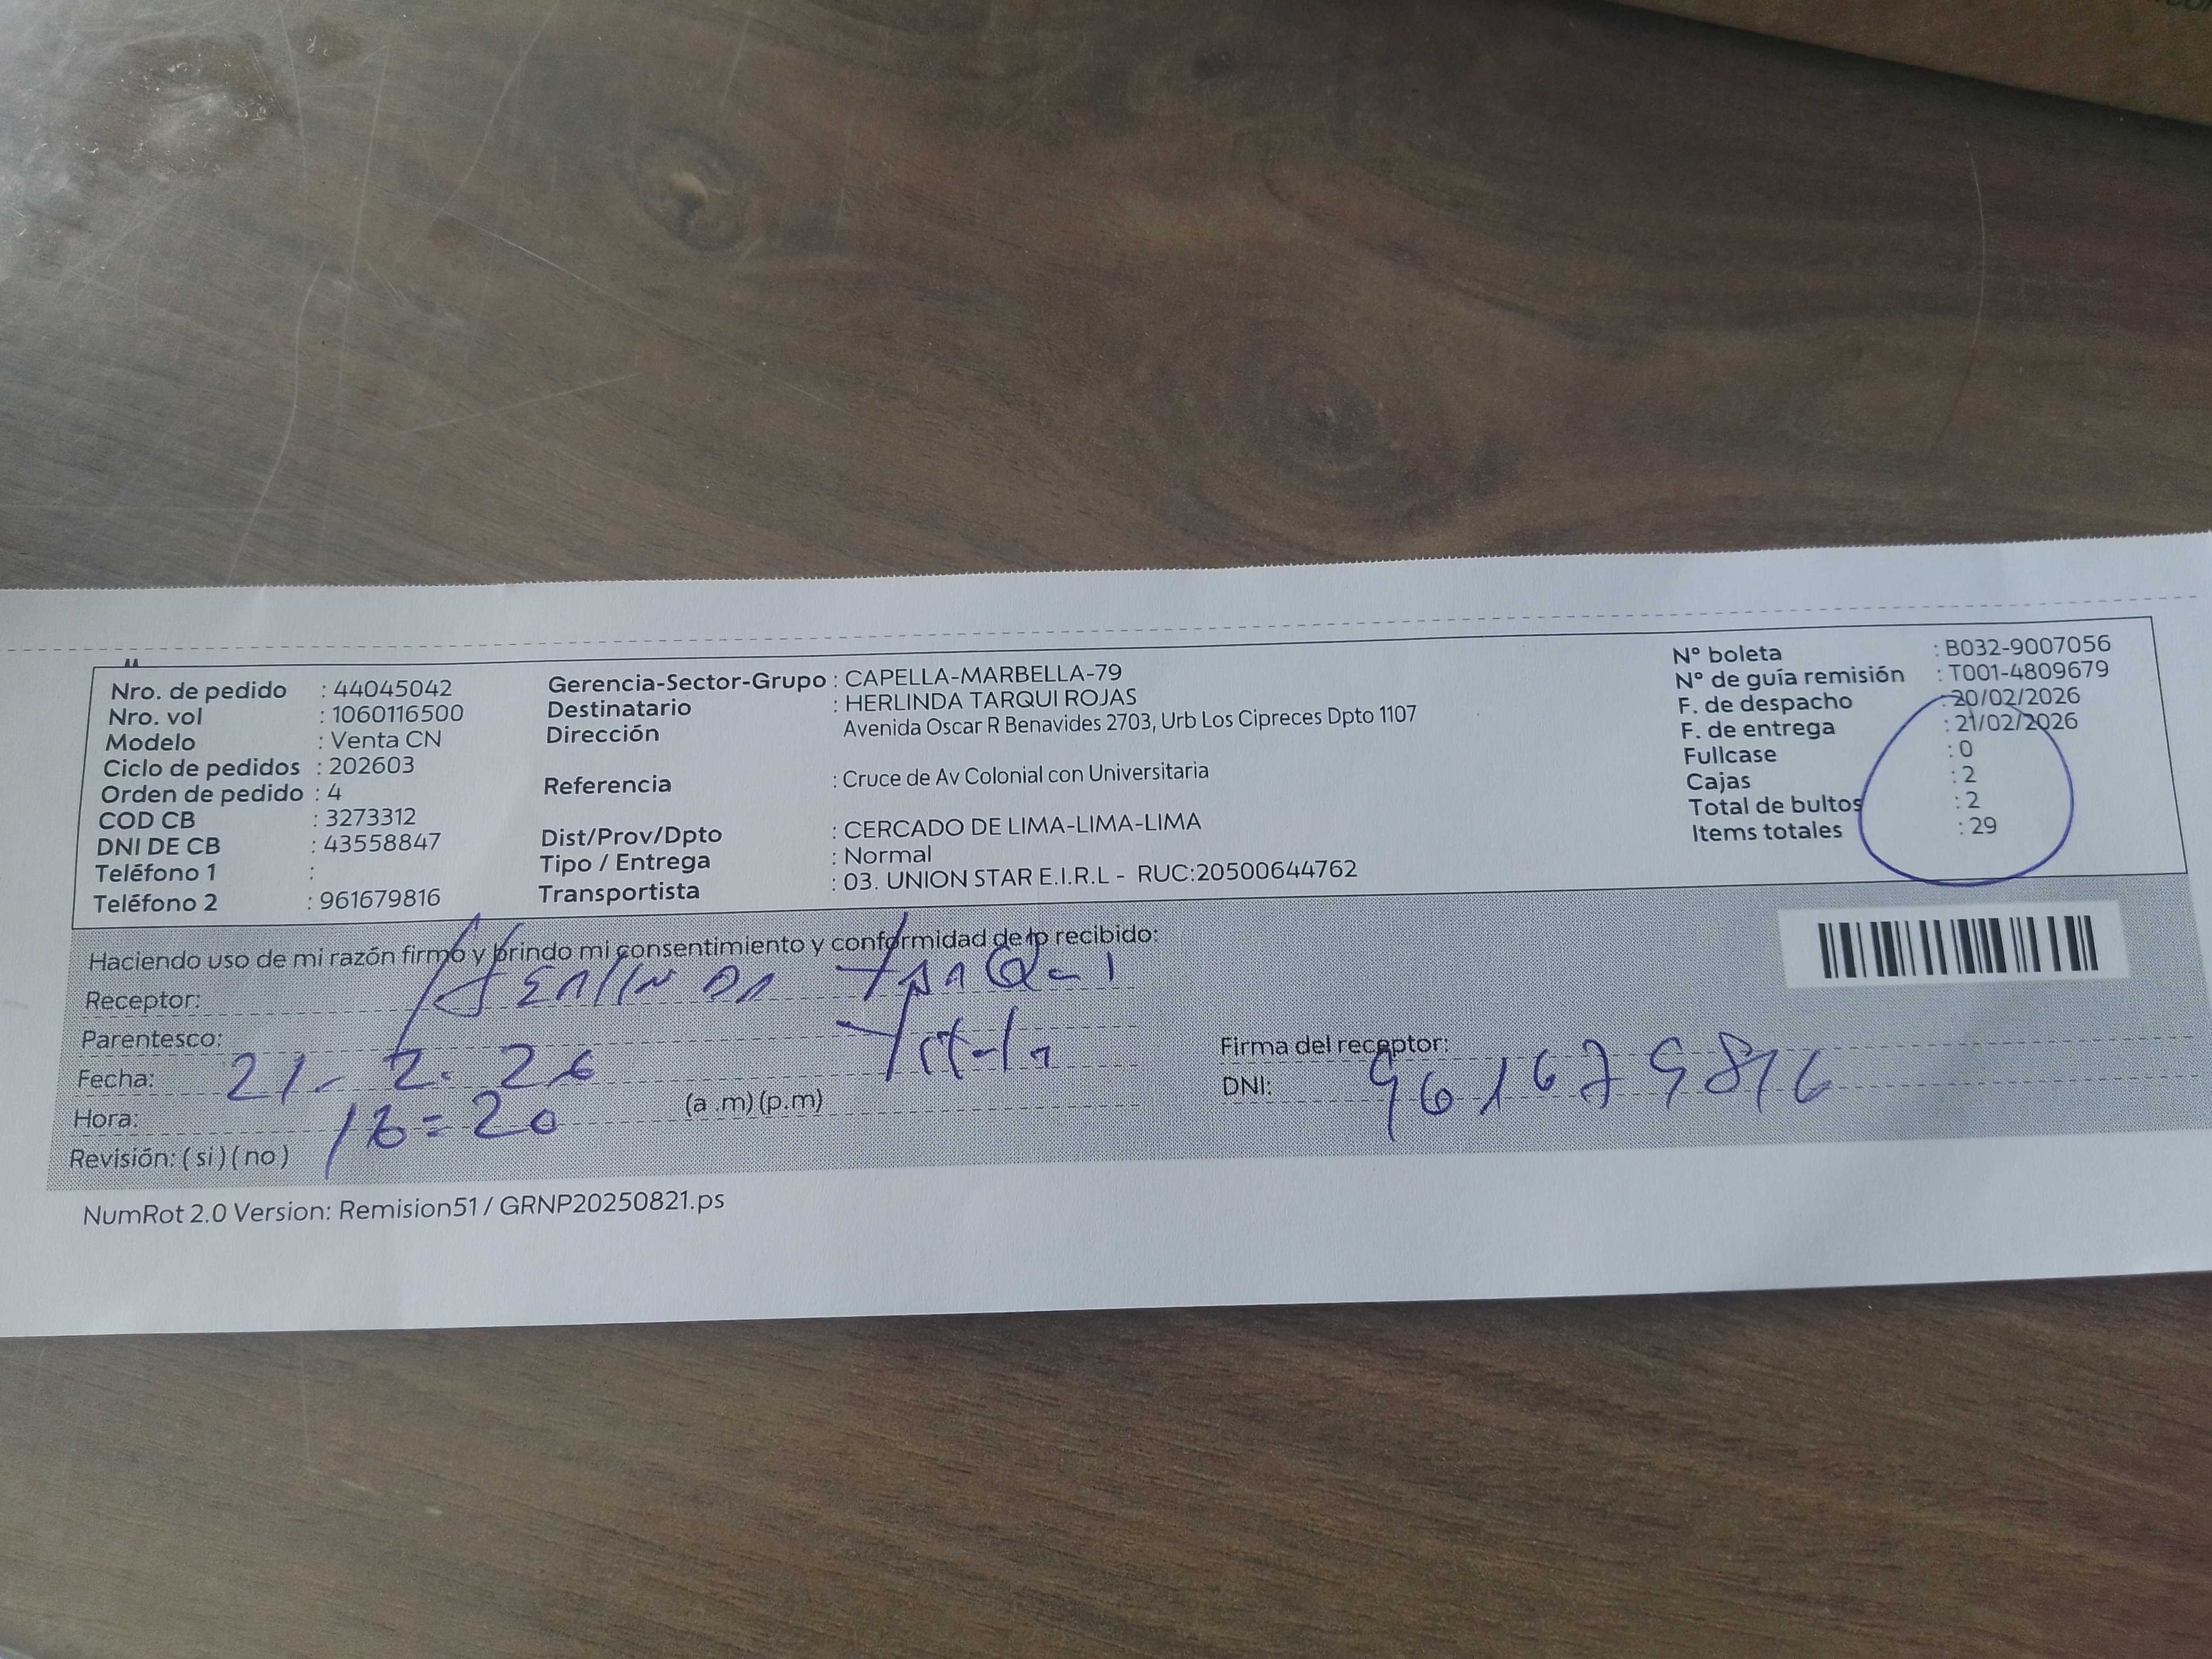 Nro. de pedido : 44045042
Nro. vol : 1060116500
Modelo : Venta CN
Ciclo de pedidos : 202603
Orden de pedido : 4
COD CB : 3273312
DNI DE CB : 43558847
Teléfono 1 :
Teléfono 2 : 961679816
Gerencia-Sector-Grupo : CAPELLA-MARBELLA-79
Destinatario : HERLINDA TARQUI ROJAS
Dirección Avenida Oscar R Benavides 2703, Urb Los Cipreces Dpto 1107
Referencia : Cruce de Av Colonial con Universitaria
Dist/Prov/Dpto : CERCADO DE LIMA-LIMA-LIMA
Tipo / Entrega : Normal
Transportista : 03. UNION STAR E.I.R.L - RUC:20500644762
N° boleta : B032-9007056
N° de guía remisión : T001-4809679
F. de despacho : 20/02/2026
F. de entrega : 21/02/2026
Fullcase : 0
Cajas : 2
Total de bultos : 2
Items totales : 29
Haciendo uso de mi razón firmo y brindo mi consentimiento y conformidad de lo recibido:
Receptor:
Parentesco:
Fecha: 21- 2. 26
Hora: (a .m) (p.m)
Revisión: ( si ) ( no )
Firma del receptor:
DNI: 961679816
NumRot 2.0 Version: Remision51 / GRNP20250821.ps